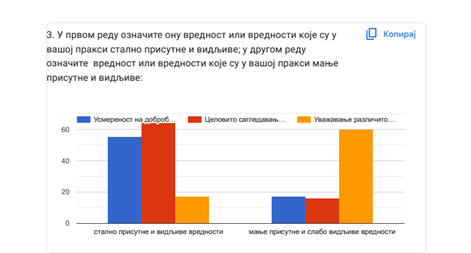 3. У првом реду означите ону вредност или вредности које су у
Копирај
вашој пракси стално присутне и видљиве; у другом реду
означите вредност или вредности које су у вашој пракси мање
присутне и видљиве:
Усмереност на доброб...
Целовито сагледавањ...
Уважавање различито...
60
40
20
0
стално присутне и видљиве вредности
мање присутне и слабо видљиве вредности